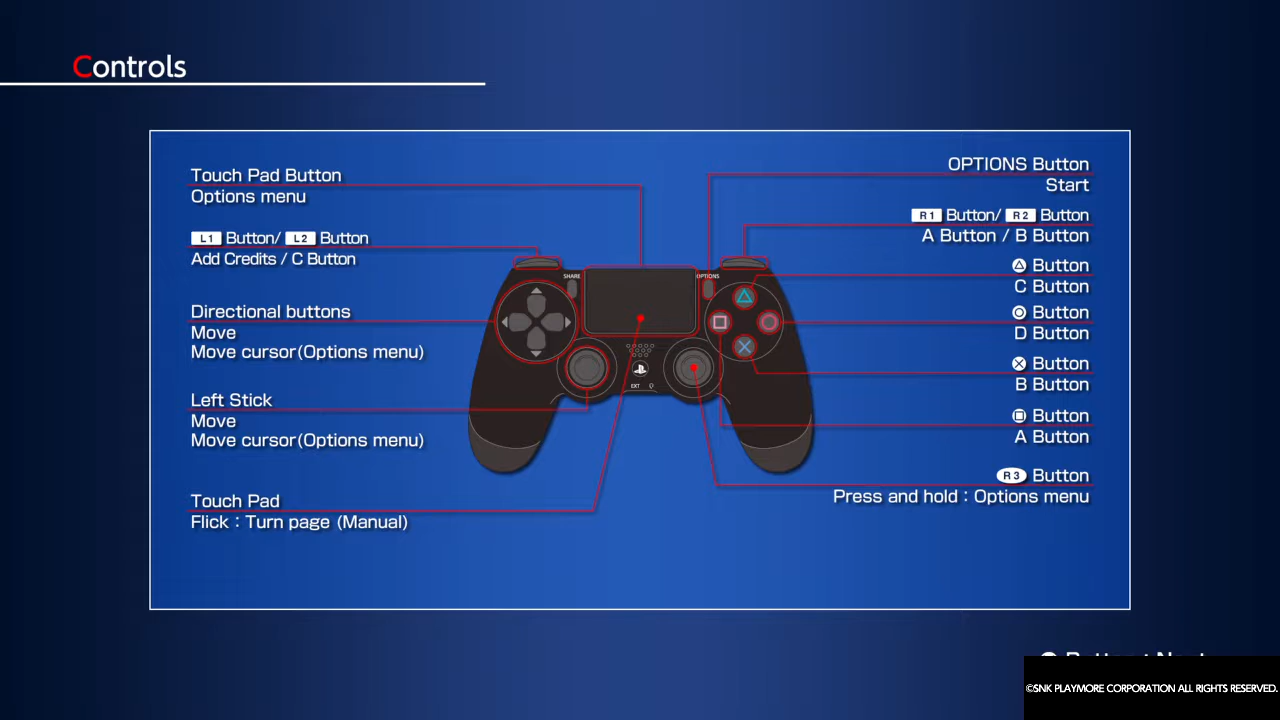 Controls
Touch Pad Button
Options menu
L1 Button/ L2 Button
Add Credits / C Button
Directional buttons
Move
Move cursor(Options menu)
Left Stick
Move
Move cursor(Options menu)
Touch Pad
Flick : Turn page (Manual)
SHARE
OPTIONS
EXT
OPTIONS Button
Start
R1 Button/ R2 Button
A Button / B Button
Button
C Button
Button
D Button
Button
B Button
Button
A Button
R3 Button
Press and hold : Options menu
©SNK PLAYMORE CORPORATION ALL RIGHTS RESERVED.